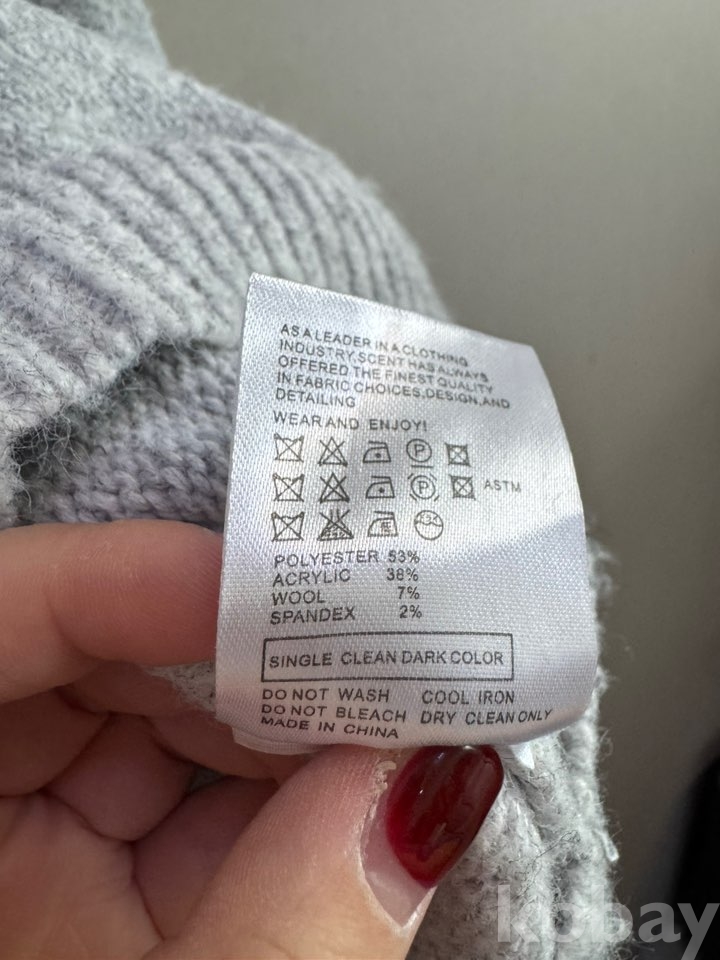 AS A LEADER IN A CLOTHING
INDUSTRY.SCENT HAS ALWAYS
OFFERED THE FINEST QUALITY
IN FABRIC CHOICES,DESIGN,AND
DETAILING
WEAR AND ENJOY!
P
P ASTM
POLYESTER 53%
ACRYLIC 38%
WOOL 7%
SPANDEX 2%
SINGLE CLEAN DARK COLOR
DO NOT WASH COOL IRON
DO NOT BLEACH DRY CLEAN ONLY
MADE IN CHINA
kobay